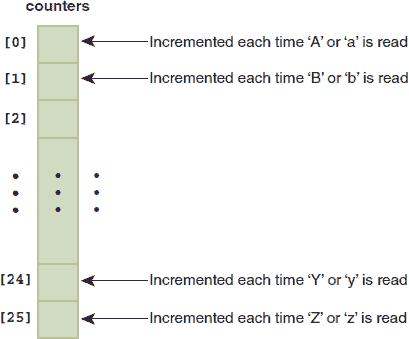 counters
[0] Incremented each time ‘A’ or ‘a’ is read
[1] Incremented each time ‘B’ or ‘b’ is read
[2]
[24] Incremented each time ‘Y’ or ‘y’ is read
[25] Incremented each time ‘Z’ or ‘z’ is read